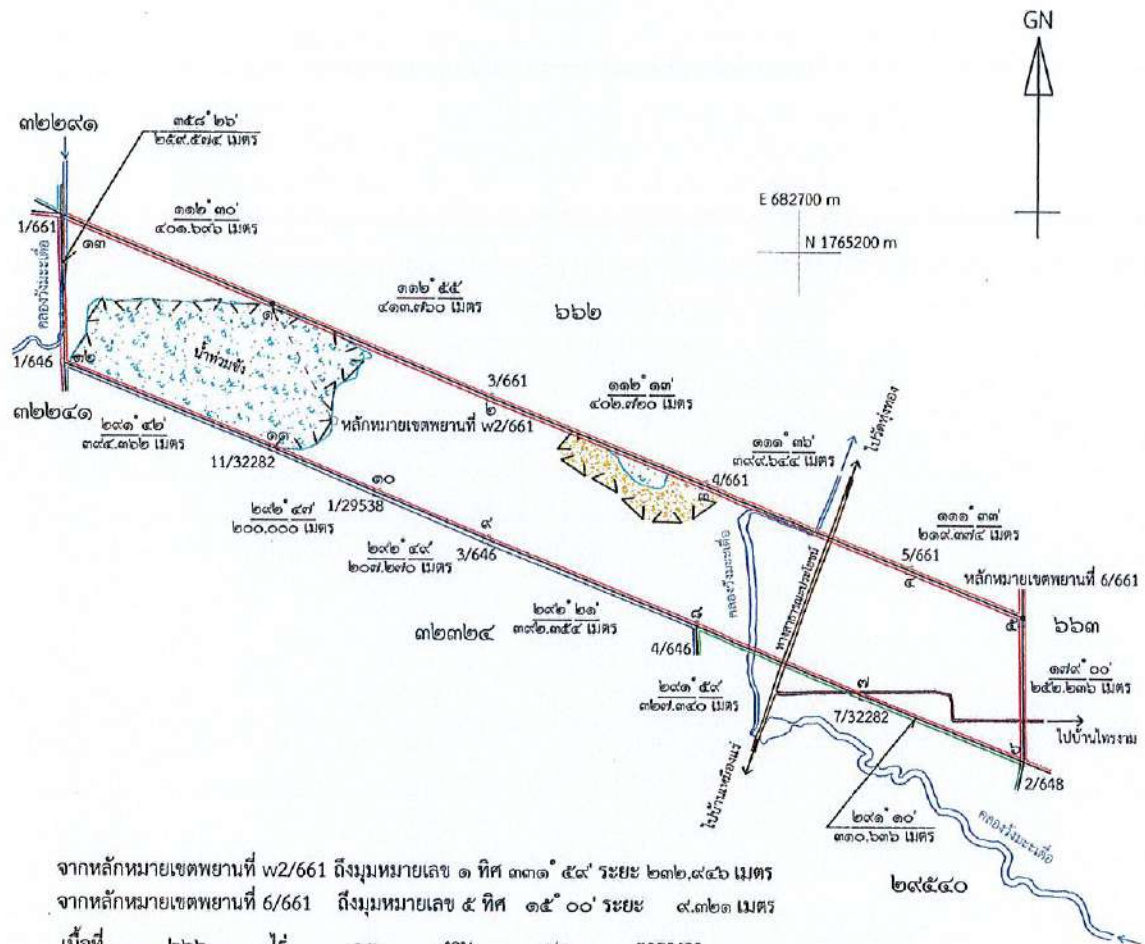 GN
๓๒๒๙๑
๓๕๘° ๒๖'
๒๕๙.๕๗๔ เมตร
E 682700 m
N 1765200 m
๑๑๒° ๓๐'
๔๐๑.๖๙๖ เมตร
1/661
๑๓
คลองวังมะเดื่อ
๑๑๒° ๕๕
๔๑๓.๗๖๐ เมตร
๖๖๒
๑
น้ำท่วมขัง
1/646
๑๒
3/661
๒
๑๑๒° ๑๓'
๔๐๒.๗๒๐ เมตร
๓๒๒๔๑
๒๙๑° ๔๒'
๓๙๔.๓๖๒ เมตร
หลักหมายเขตพยานที่ w2/661
๑๑
11/32282
๑๑๑° ๓๖'
๓๙๙.๖๔๔ เมตร
ไปวัดทุ่งทอง
4/661
๓
๑๐
1/29538
๒๙๒° ๔๗'
๒๐๐.๐๐๐ เมตร
๙
3/646
๒๙๒° ๔๙'
๒๐๗.๒๗๐ เมตร
๑๑๑° ๓๓'
๒๑๙.๓๗๔ เมตร
5/661
๔
หลักหมายเขตพยานที่ 6/661
คลองวังมะเดื่อ
ทางสาธารณะประโยชน์
๕
๖๖๓
๒๙๒° ๒๑'
๓๙๒.๓๕๔ เมตร
๓๒๓๒๔
๘
4/646
๑๗๙° ๐๐'
๒๕๒.๒๓๖ เมตร
๒๙๑° ๕๙'
๓๒๗.๓๔๐ เมตร
๗
7/32282
ไปบ้านไทรงาม
๖
2/648
ไปบ้านเหมืองแร่
๒๙๑° ๑๐'
๓๑๐.๖๓๖ เมตร
คลองวังมะเดื่อ
๒๙๕๔๐
จากหลักหมายเขตพยานที่ w2/661 ถึงมุมหมายเลข ๑ ทิศ ๓๓๑° ๕๙' ระยะ ๒๓๒,๙๔๖ เมตร
จากหลักหมายเขตพยานที่ 6/661 ถึงมุมหมายเลข ๕ ทิศ ๑๕° ๐๐' ระยะ ๙.๓๒๑ เมตร